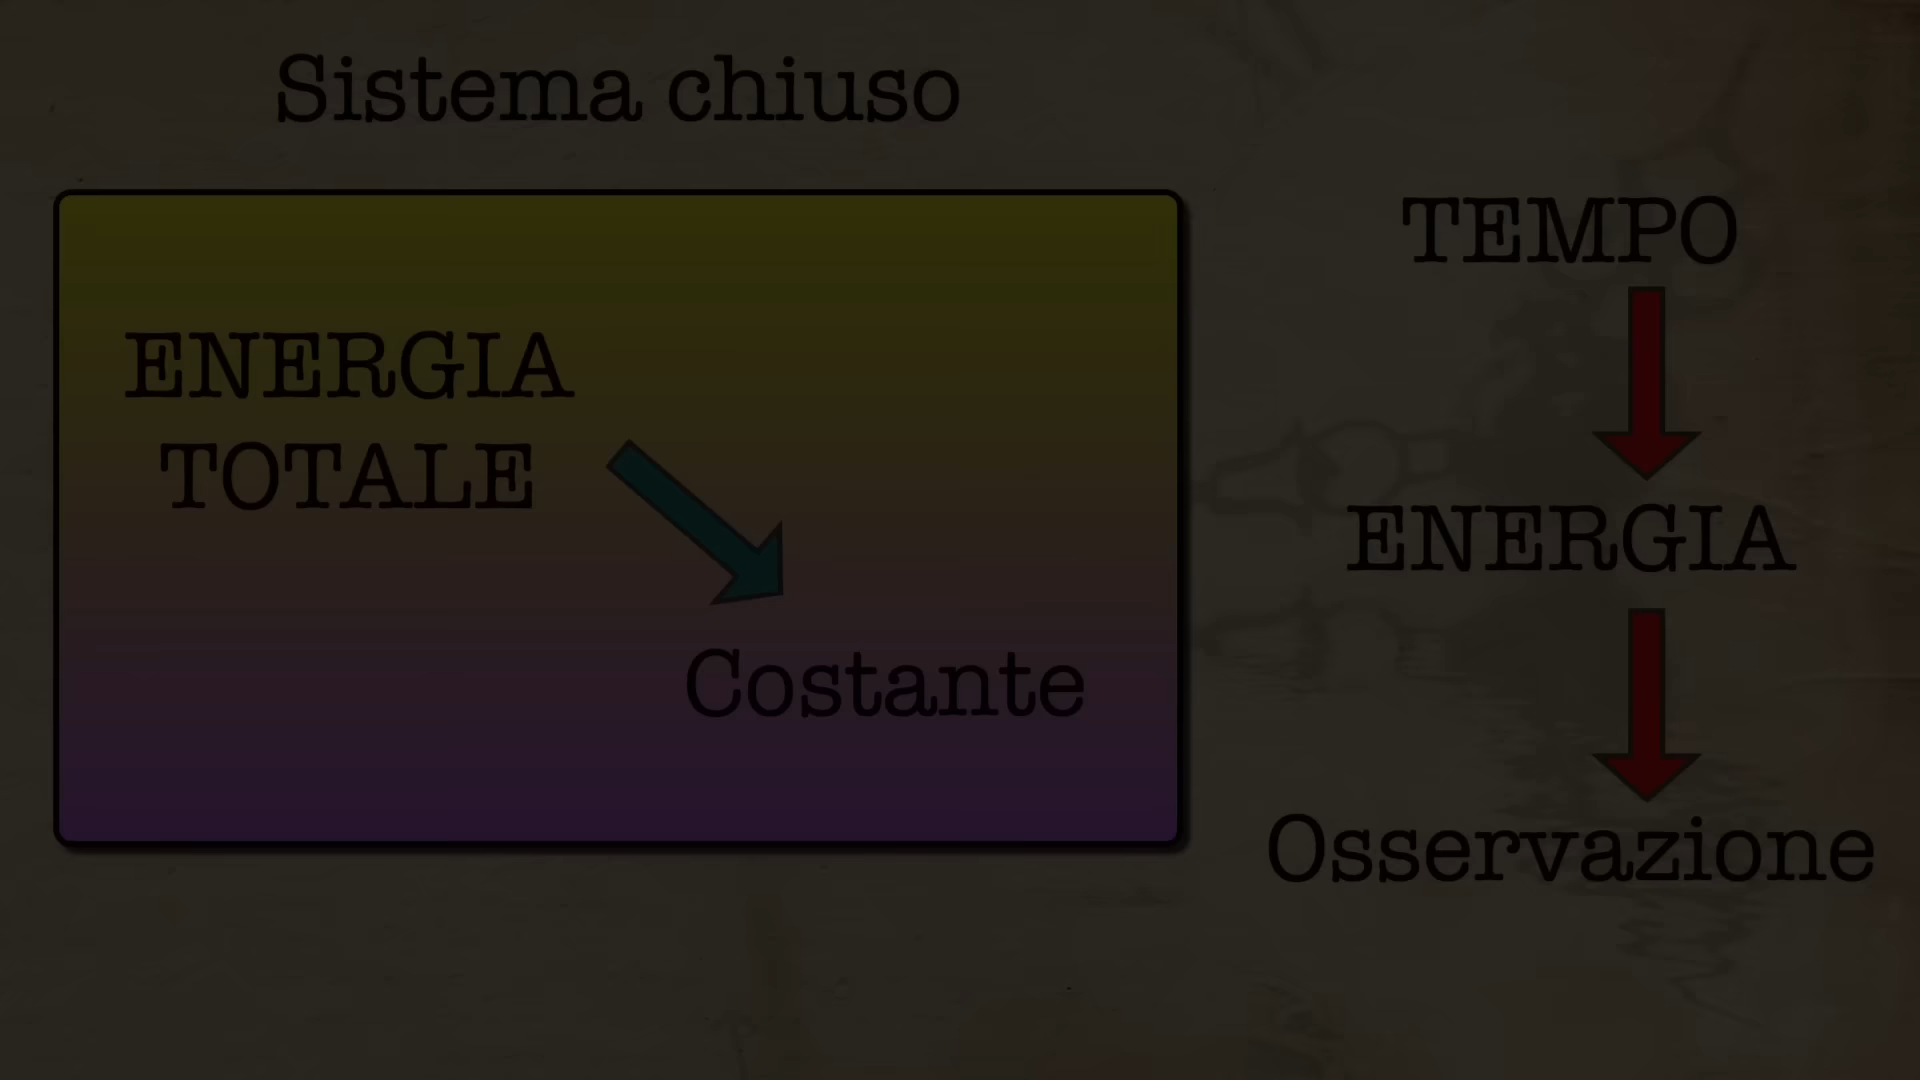 Sistema chiuso
ENERGIA
TOTALE
Costante
TEMPO
ENERGIA
Osservazione